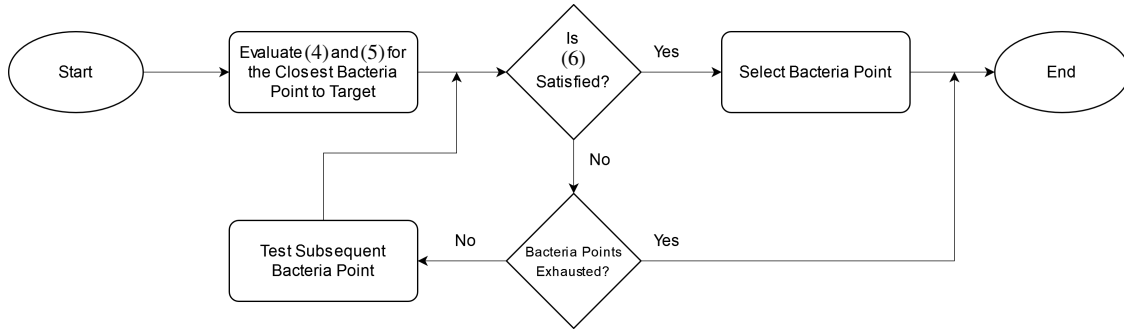 Start
Evaluate (4) and (5) for
the Closest Bacteria
Point to Target
Is
(6)
Satisfied?
Yes
Select Bacteria Point
End
No
Bacteria Points
Exhausted?
Yes
No
Test Subsequent
Bacteria Point